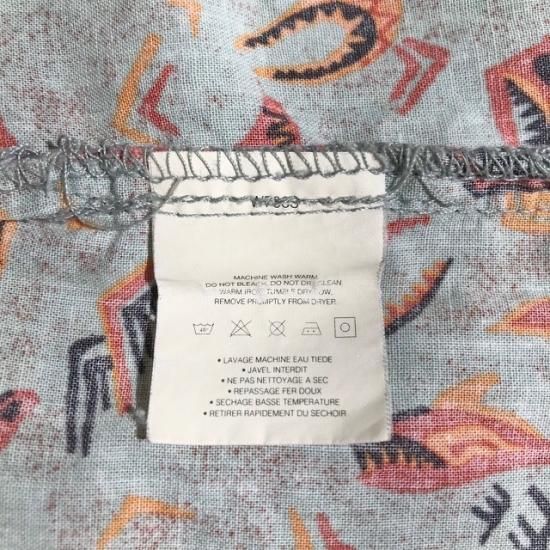 MACHINE WASH WARM
DO NOT BLEACH, DO NOT DRY CLEAN
WARM IRON, TUMBLE DRY LOW,
REMOVE PROMPTLY FROM DRYER.
40°
• LAVAGE MACHINE EAU TIEDE
• JAVEL INTERDIT
• NE PAS NETTOYAGE A SEC
• REPASSAGE FER DOUX
• SECHAGE BASSE TEMPERATURE
• RETIRER RAPIDEMENT DU SECHOIR